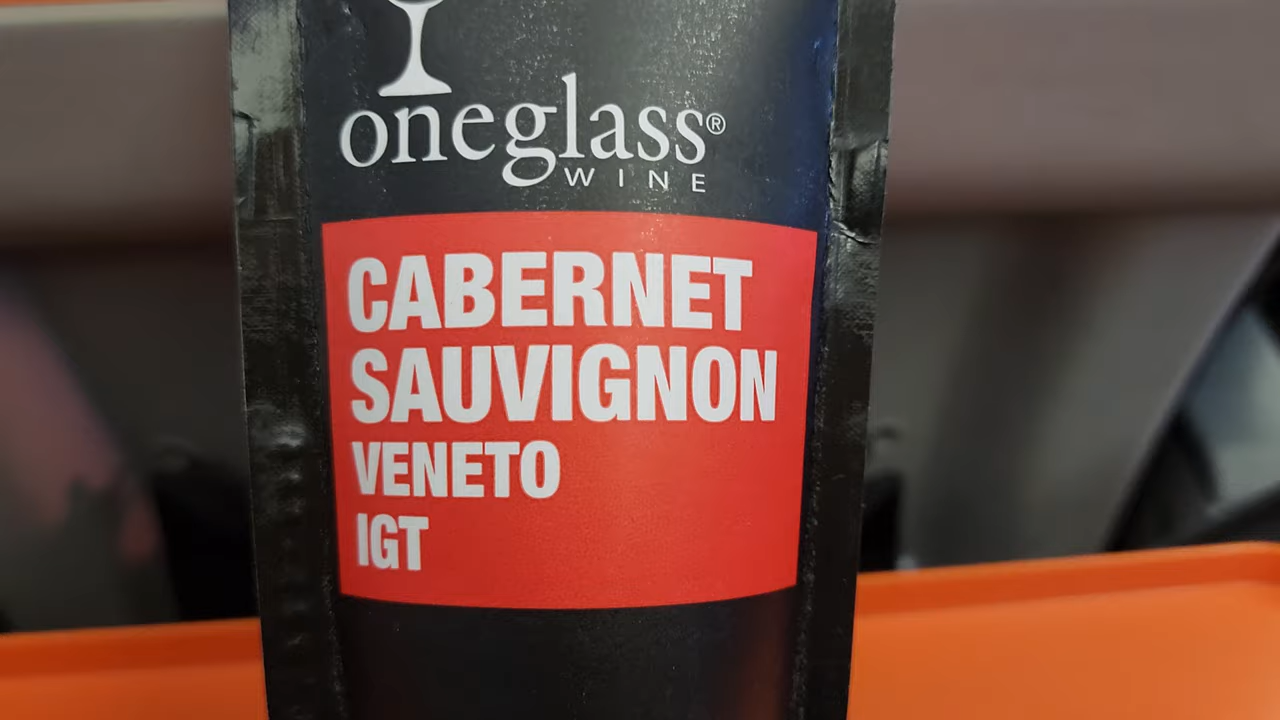 oneglass®
WINE
CABERNET
SAUVIGNON
VENETO
IGT